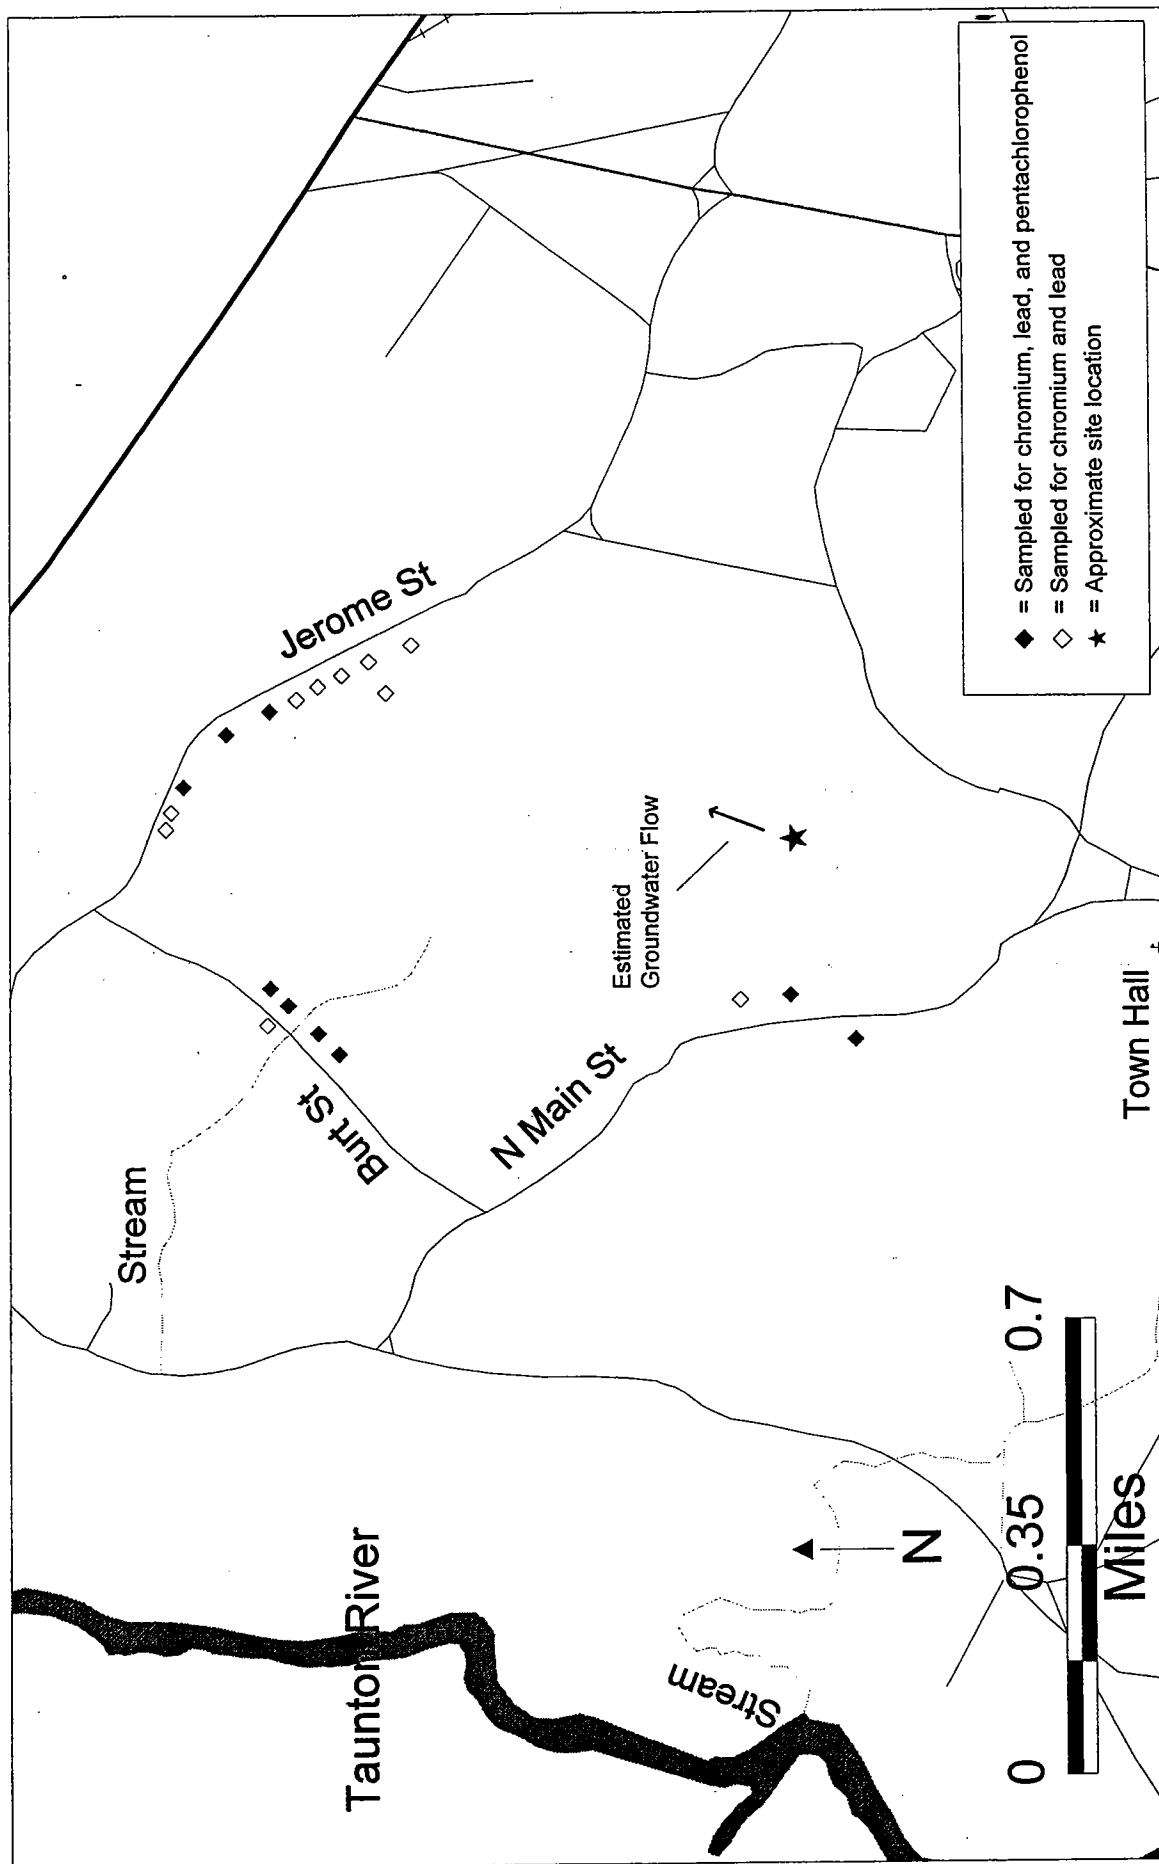 Jerome St
Stream
Burt St
Estimated
Groundwater Flow
N Main St
Taunton River
Stream
N
Town Hall
0 0.35 0.7
Miles
◆ = Sampled for chromium, lead, and pentachlorophenol
◇ = Sampled for chromium and lead
★ = Approximate site location